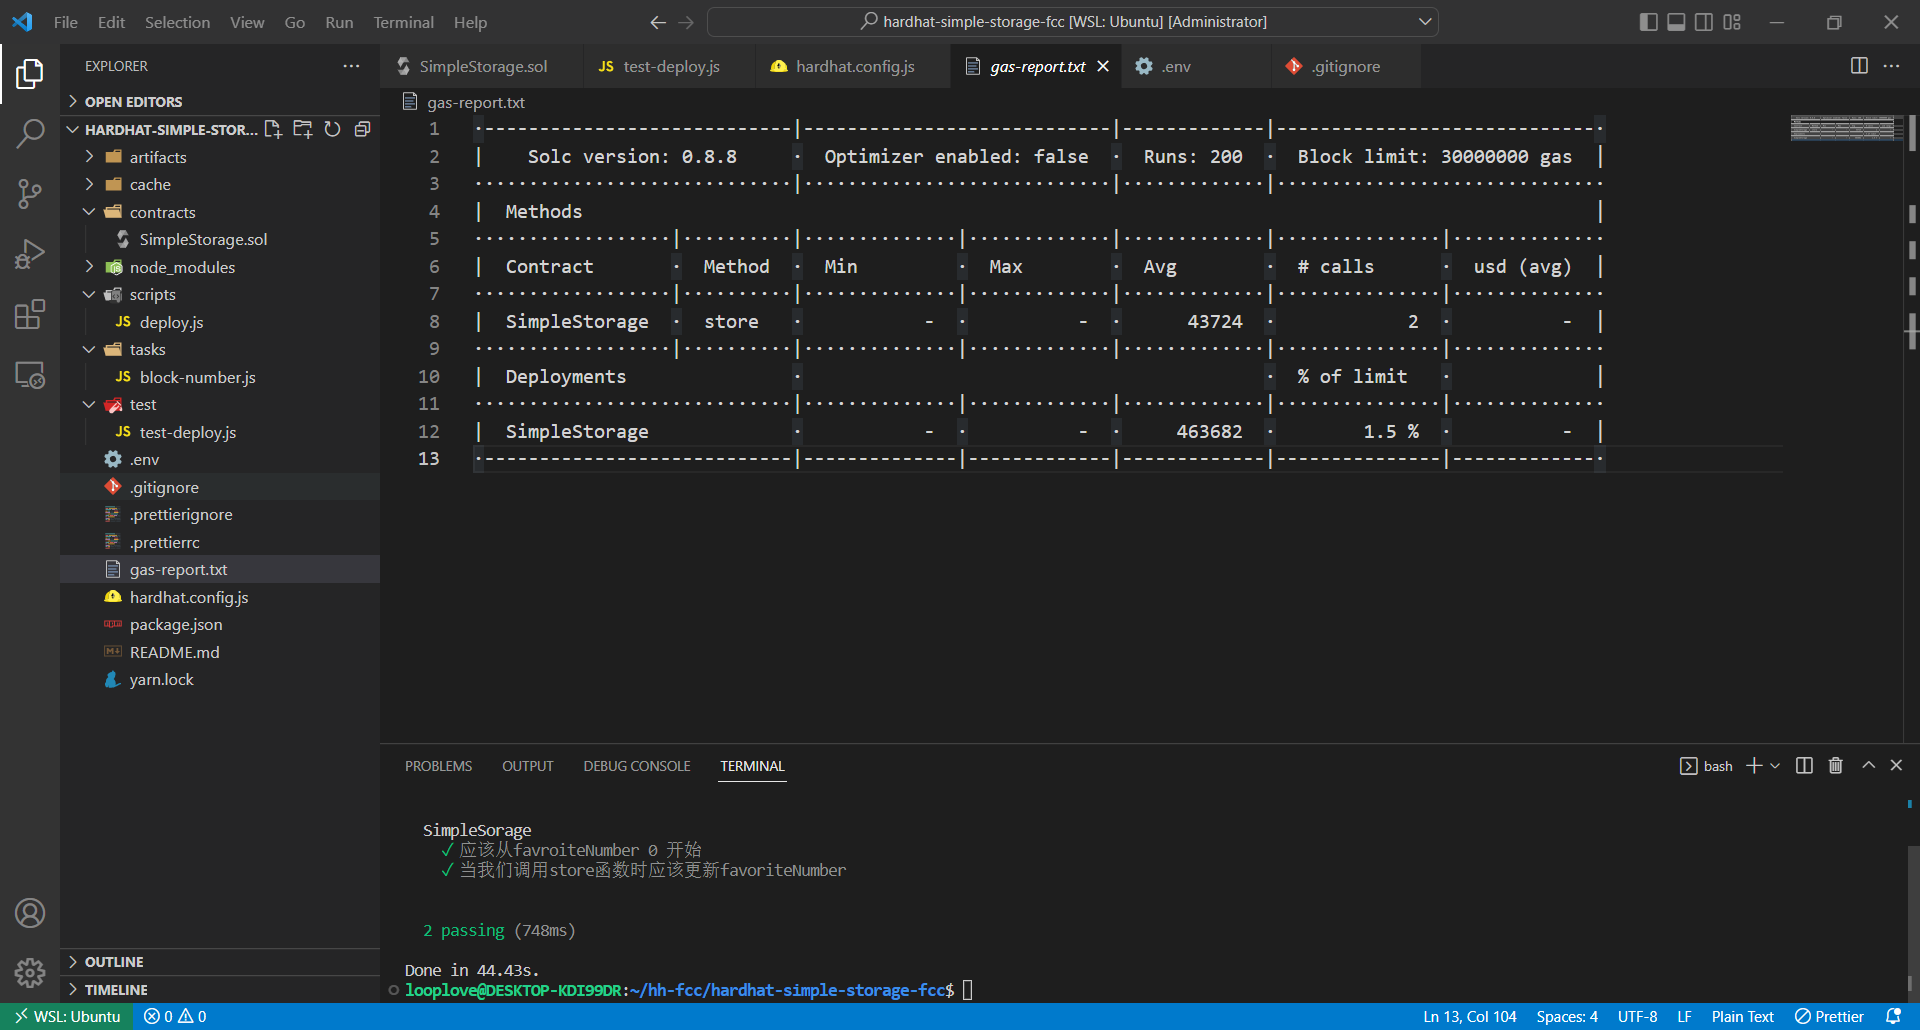 File Edit Selection View Go Run Terminal Help
hardhat-simple-storage-fcc [WSL: Ubuntu] [Administrator]
EXPLORER
OPEN EDITORS
HARDHAT-SIMPLE-STOR...
artifacts
cache
contracts
SimpleStorage.sol
node_modules
scripts
JS deploy.js
tasks
JS block-number.js
test
JS test-deploy.js
.env
.gitignore
.prettierignore
.prettierrc
gas-report.txt
hardhat.config.js
package.json
README.md
yarn.lock
OUTLINE
TIMELINE
SimpleStorage.sol JS test-deploy.js hardhat.config.js gas-report.txt .env .gitignore
gas-report.txt
1 ·----------------------------|---------------------------|-------------|-----------------------------·
2 |    Solc version: 0.8.8     ·  Optimizer enabled: false  ·  Runs: 200  ·  Block limit: 30000000 gas  |
3 ·····························|···························|·············|······························
4 |  Methods                                                                                            |
5 ··················|··········|·············|·············|·············|···············|··············
6 |  Contract       ·  Method  ·  Min        ·  Max        ·  Avg        ·  # calls      ·  usd (avg)  |
7 ··················|··········|·············|·············|·············|···············|··············
8 |  SimpleStorage  ·  store   ·          -  ·          -  ·      43724  ·            2  ·          -  |
9 ··················|··········|·············|·············|·············|···············|··············
10 |  Deployments               ·                                         ·  % of limit   ·             |
11 ·····························|·············|·············|·············|···············|··············
12 |  SimpleStorage             ·          -  ·          -  ·     463682  ·        1.5 %  ·          -  |
13 ·----------------------------|-------------|-------------|-------------|---------------|-------------·
PROBLEMS OUTPUT DEBUG CONSOLE TERMINAL
bash
SimpleSorage
✓ 应该从favroiteNumber 0 开始
✓ 当我们调用store函数时应该更新favoriteNumber
2 passing (748ms)
Done in 44.43s.
looplove@DESKTOP-KDI99DR:~/hh-fcc/hardhat-simple-storage-fcc$
WSL: Ubuntu 0 0 Ln 13, Col 104 Spaces: 4 UTF-8 LF Plain Text Prettier